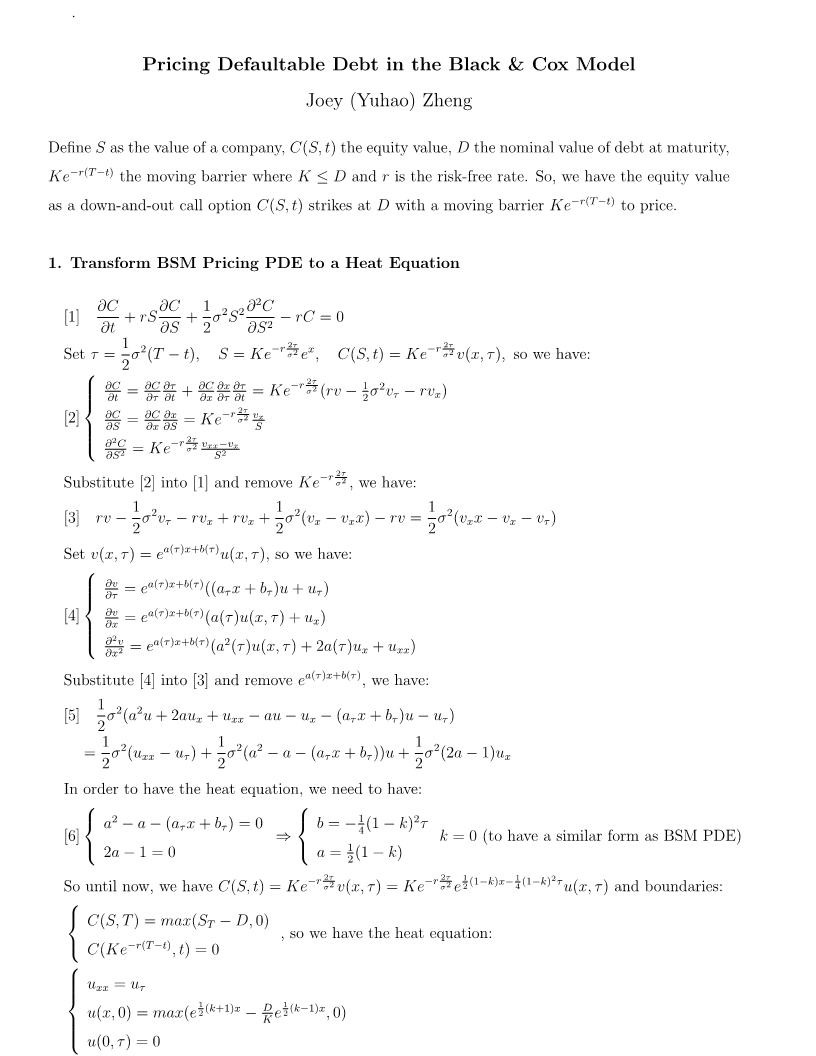 Pricing Defaultable Debt in the Black & Cox Model
Joey (Yuhao) Zheng
Define $S$ as the value of a company, $C(S,t)$ the equity value, $D$ the nominal value of debt at maturity,
$Ke^{-r(T-t)}$ the moving barrier where $K \leq D$ and $r$ is the risk-free rate. So, we have the equity value
as a down-and-out call option $C(S,t)$ strikes at $D$ with a moving barrier $Ke^{-r(T-t)}$ to price.
1. Transform BSM Pricing PDE to a Heat Equation
[1] $\frac{\partial C}{\partial t} + rS\frac{\partial C}{\partial S} + \frac{1}{2}\sigma^2 S^2 \frac{\partial^2 C}{\partial S^2} - rC = 0$
Set $\tau = \frac{1}{2}\sigma^2(T-t), \quad S = Ke^{-r\frac{2\tau}{\sigma^2}}e^x, \quad C(S,t) = Ke^{-r\frac{2\tau}{\sigma^2}}v(x,\tau),$ so we have:
[2] $\begin{cases} \frac{\partial C}{\partial t} = \frac{\partial C}{\partial \tau}\frac{\partial \tau}{\partial t} + \frac{\partial C}{\partial x}\frac{\partial x}{\partial \tau}\frac{\partial \tau}{\partial t} = Ke^{-r\frac{2\tau}{\sigma^2}}(rv - \frac{1}{2}\sigma^2 v_\tau - rv_x) \\ \frac{\partial C}{\partial S} = \frac{\partial C}{\partial x}\frac{\partial x}{\partial S} = Ke^{-r\frac{2\tau}{\sigma^2}}\frac{v_x}{S} \\ \frac{\partial^2 C}{\partial S^2} = Ke^{-r\frac{2\tau}{\sigma^2}}\frac{v_{xx}-v_x}{S^2} \end{cases}$
Substitute [2] into [1] and remove $Ke^{-r\frac{2\tau}{\sigma^2}}$, we have:
[3] $rv - \frac{1}{2}\sigma^2 v_\tau - rv_x + rv_x + \frac{1}{2}\sigma^2(v_x - v_x x) - rv = \frac{1}{2}\sigma^2(v_x x - v_x - v_\tau)$
Set $v(x,\tau) = e^{a(\tau)x+b(\tau)}u(x,\tau)$, so we have:
[4] $\begin{cases} \frac{\partial v}{\partial \tau} = e^{a(\tau)x+b(\tau)}((a_\tau x + b_\tau)u + u_\tau) \\ \frac{\partial v}{\partial x} = e^{a(\tau)x+b(\tau)}(a(\tau)u(x,\tau) + u_x) \\ \frac{\partial^2 v}{\partial x^2} = e^{a(\tau)x+b(\tau)}(a^2(\tau)u(x,\tau) + 2a(\tau)u_x + u_{xx}) \end{cases}$
Substitute [4] into [3] and remove $e^{a(\tau)x+b(\tau)}$, we have:
[5] $\frac{1}{2}\sigma^2(a^2u + 2au_x + u_{xx} - au - u_x - (a_\tau x + b_\tau)u - u_\tau)$
$= \frac{1}{2}\sigma^2(u_{xx} - u_\tau) + \frac{1}{2}\sigma^2(a^2 - a - (a_\tau x + b_\tau))u + \frac{1}{2}\sigma^2(2a-1)u_x$
In order to have the heat equation, we need to have:
[6] $\begin{cases} a^2 - a - (a_\tau x + b_\tau) = 0 \\ 2a - 1 = 0 \end{cases} \Rightarrow \begin{cases} b = -\frac{1}{4}(1-k)^2\tau \\ a = \frac{1}{2}(1-k) \end{cases}$ $k = 0$ (to have a similar form as BSM PDE)
So until now, we have $C(S,t) = Ke^{-r\frac{2\tau}{\sigma^2}}v(x,\tau) = Ke^{-r\frac{2\tau}{\sigma^2}}e^{\frac{1}{2}(1-k)x-\frac{1}{4}(1-k)^2\tau}u(x,\tau)$ and boundaries:
$\begin{cases} C(S,T) = max(S_T - D, 0) \\ C(Ke^{-r(T-t)}, t) = 0 \end{cases}$, so we have the heat equation:
$\begin{cases} u_{xx} = u_\tau \\ u(x,0) = max(e^{\frac{1}{2}(k+1)x} - \frac{D}{K}e^{\frac{1}{2}(k-1)x}, 0) \\ u(0,\tau) = 0 \end{cases}$